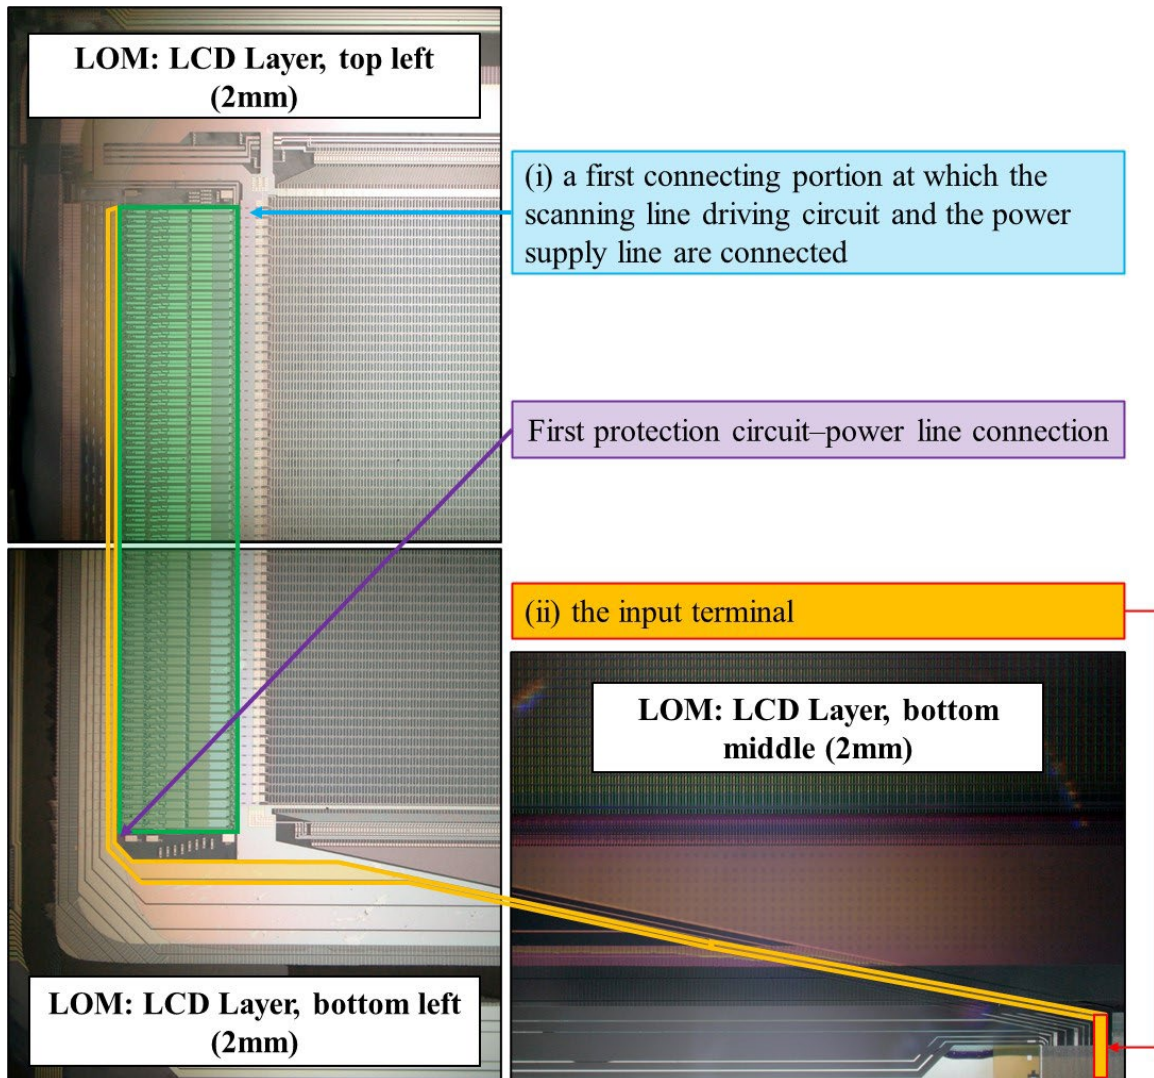 LOM: LCD Layer, top left
(2mm)
(i) a first connecting portion at which the
scanning line driving circuit and the power
supply line are connected
First protection circuit–power line connection
(ii) the input terminal
LOM: LCD Layer, bottom
middle (2mm)
LOM: LCD Layer, bottom left
(2mm)